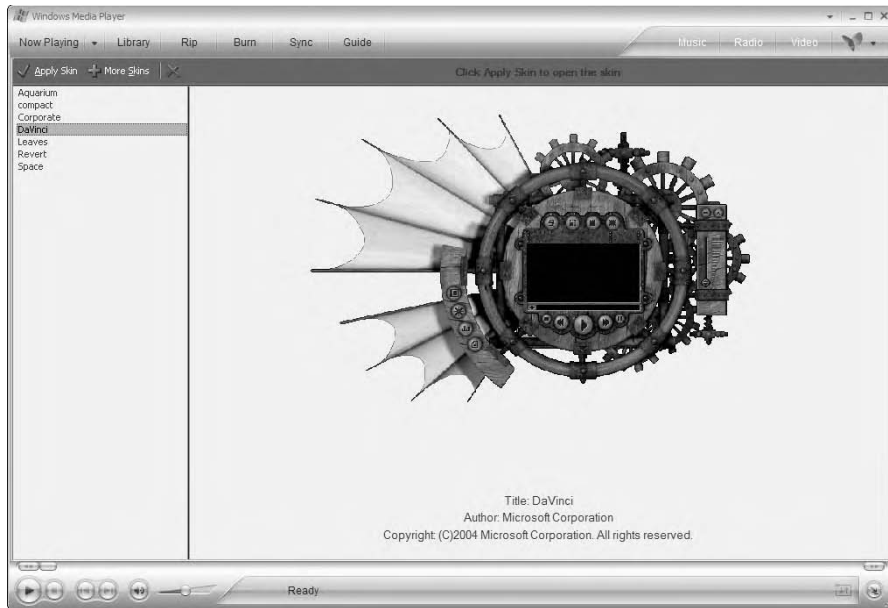 Windows Media Player
Now Playing Library Rip Burn Sync Guide Music Radio Video
Apply Skin More Skins Click Apply Skin to open the skin
Aquarium
compact
Corporate
DaVinci
Leaves
Revert
Space
Title: DaVinci
Author: Microsoft Corporation
Copyright: (C)2004 Microsoft Corporation. All rights reserved.
Ready